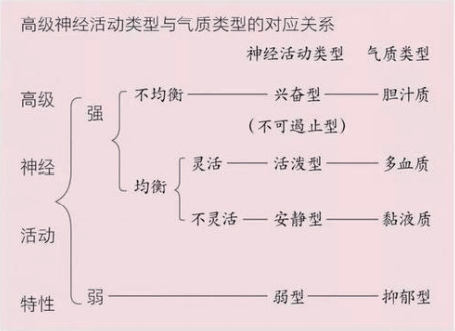 高级神经活动类型与气质类型的对应关系
神经活动类型 气质类型
高级神经活动特性
强
不均衡 兴奋型 胆汁质
(不可遏止型)
均衡
灵活 活泼型 多血质
不灵活 安静型 黏液质
弱 弱型 抑郁型